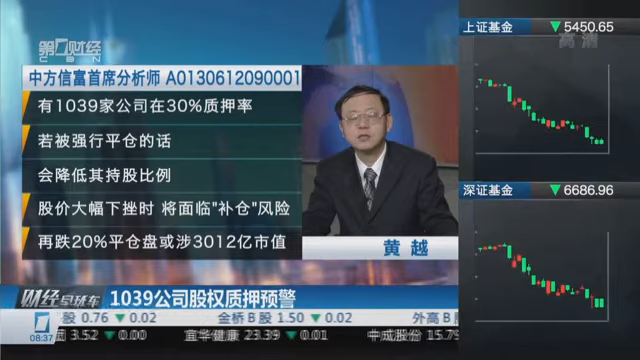 第一财经
CBN
中方信富首席分析师 A0130612090001
有1039家公司在30%质押率
若被强行平仓的话
会降低其持股比例
股价大幅下挫时 将面临"补仓"风险
再跌20%平仓盘或涉3012亿市值
黄 越
上证基金 ▼5450.65
高清
深证基金 ▼6686.96
财经早班车
1039公司股权质押预警
08:37
股 0.76 ▼0.02 金桥B股 1.50 ▼0.02 外高B股
3.52 ▼0.00 宜华健康 23.39 ▼0.01 中成股份 15.79